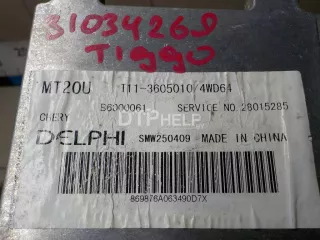 31034268
Tiggo
MT20U T11-3605010/4WD64
S6000061 SERVICE NO.28015285
CHERY
DTPHELP.
DELPHI SMW250409 MADE IN CHINA
869876A063490D7X